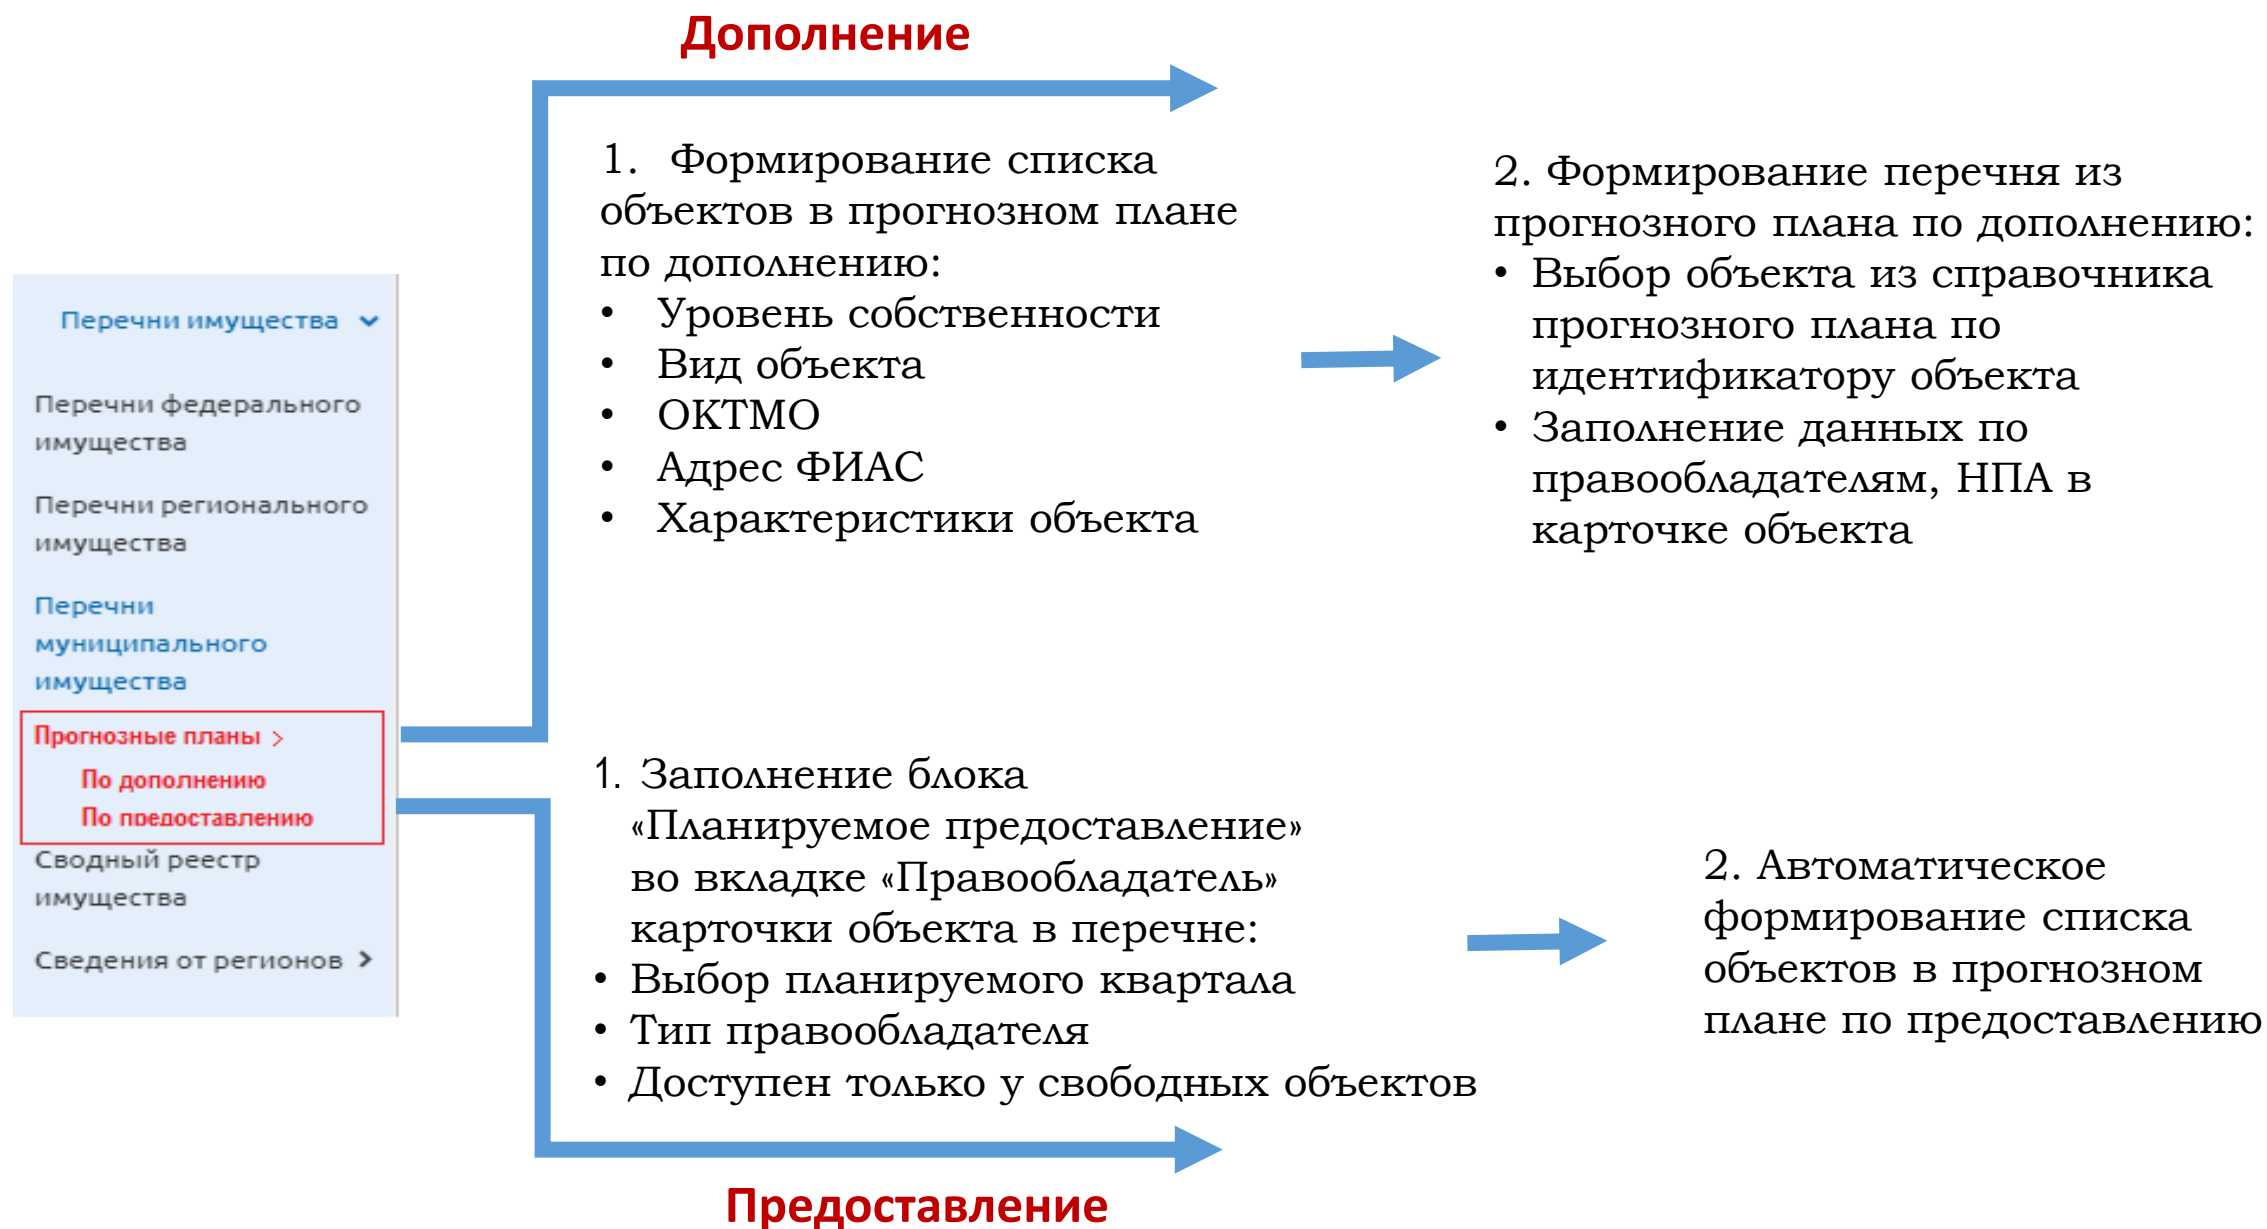 Дополнение
Перечни имущества
Перечни федерального
имущества
Перечни регионального
имущества
Перечни
муниципального
имущества
Прогнозные планы >
По дополнению
По предоставлению
Сводный реестр
имущества
Сведения от регионов >
1. Формирование списка
объектов в прогнозном плане
по дополнению:
• Уровень собственности
• Вид объекта
• ОКТМО
• Адрес ФИАС
• Характеристики объекта
2. Формирование перечня из
прогнозного плана по дополнению:
• Выбор объекта из справочника
прогнозного плана по
идентификатору объекта
• Заполнение данных по
правообладателям, НПА в
карточке объекта
1. Заполнение блока
«Планируемое предоставление»
во вкладке «Правообладатель»
карточки объекта в перечне:
• Выбор планируемого квартала
• Тип правообладателя
• Доступен только у свободных объектов
2. Автоматическое
формирование списка
объектов в прогнозном
плане по предоставлению
Предоставление